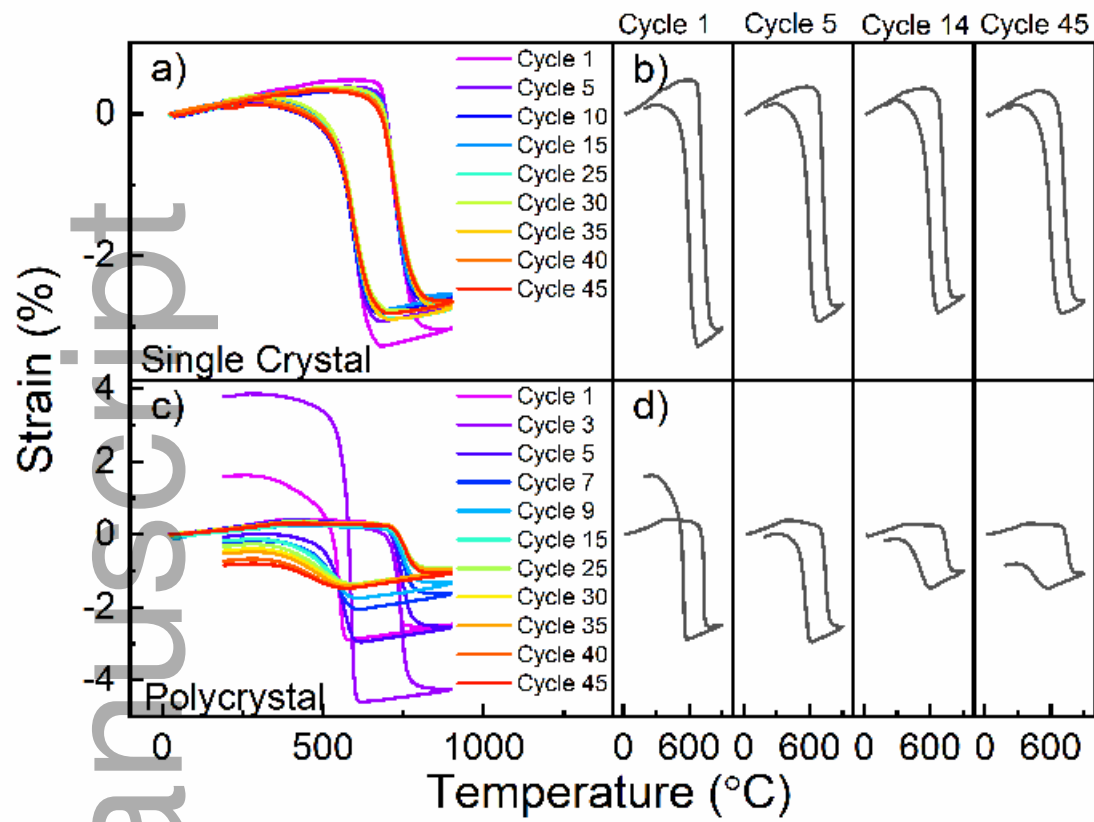 Cycle 1 Cycle 5 Cycle 14 Cycle 45
a)
Cycle 1
Cycle 5
Cycle 10
Cycle 15
Cycle 25
Cycle 30
Cycle 35
Cycle 40
Cycle 45
b)
0
-2
Single Crystal
c)
Cycle 1
Cycle 3
Cycle 5
Cycle 7
Cycle 9
Cycle 15
Cycle 25
Cycle 30
Cycle 35
Cycle 40
Cycle 45
d)
4
2
0
-2
-4
Polycrystal
Strain (%)
0 500 1000
0 600 0 600 0 600 0 600
Temperature (°C)
anuscript